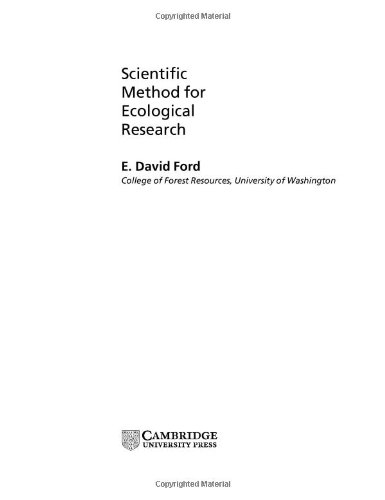 Copyrighted Material
Scientific
Method for
Ecological
Research
E. David Ford
College of Forest Resources, University of Washington
CAMBRIDGE
UNIVERSITY PRESS
Copyrighted Material